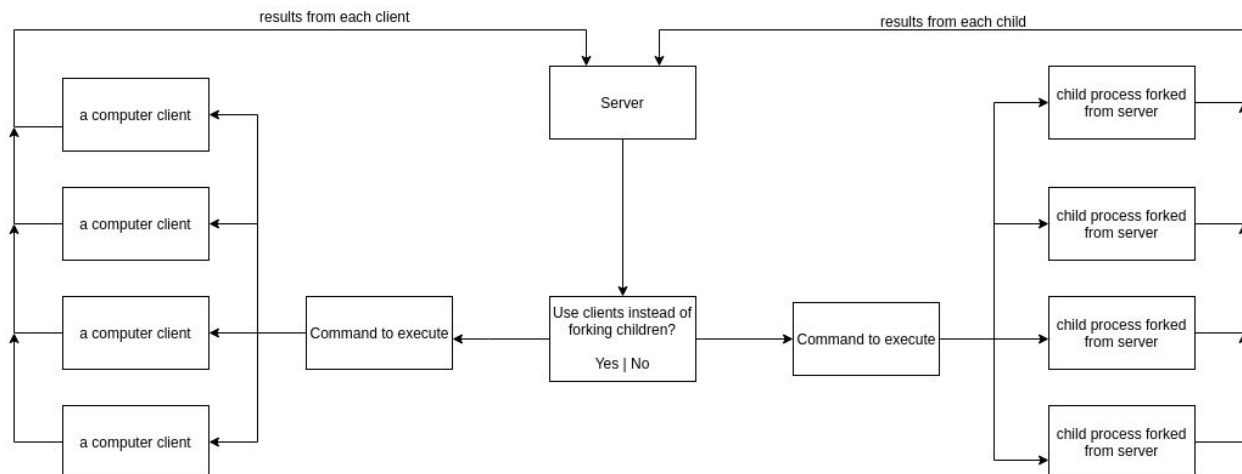 results from each client
results from each child
Server
a computer client
a computer client
a computer client
a computer client
Command to execute
Use clients instead of
forking children?
Yes | No
Command to execute
child process forked
from server
child process forked
from server
child process forked
from server
child process forked
from server